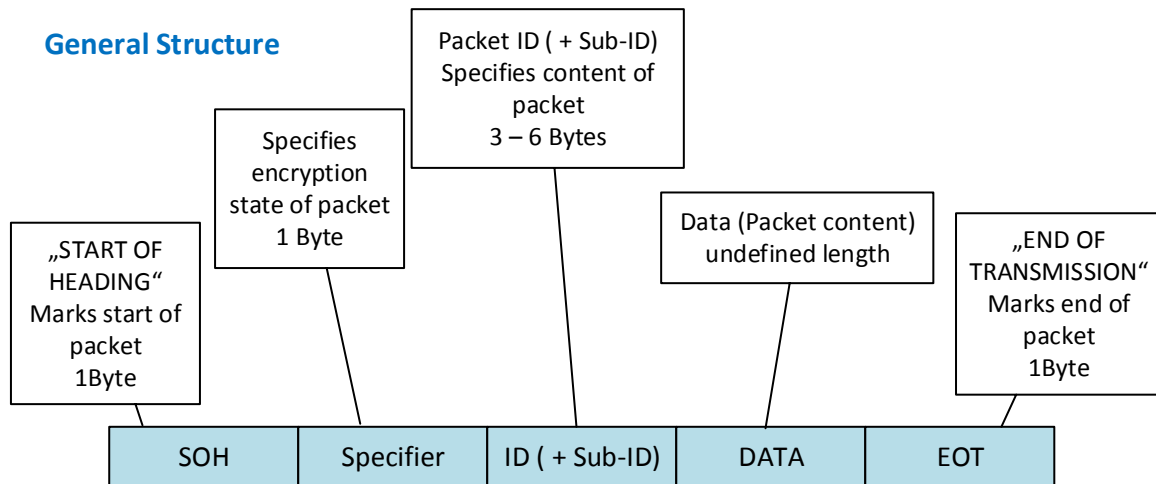 General Structure
Packet ID ( + Sub-ID)
Specifies content of
packet
3 – 6 Bytes
Specifies
encryption
state of packet
1 Byte
„START OF
HEADING“
Marks start of
packet
1Byte
Data (Packet content)
undefined length
„END OF
TRANSMISSION“
Marks end of
packet
1Byte
SOH
Specifier
ID ( + Sub-ID)
DATA
EOT